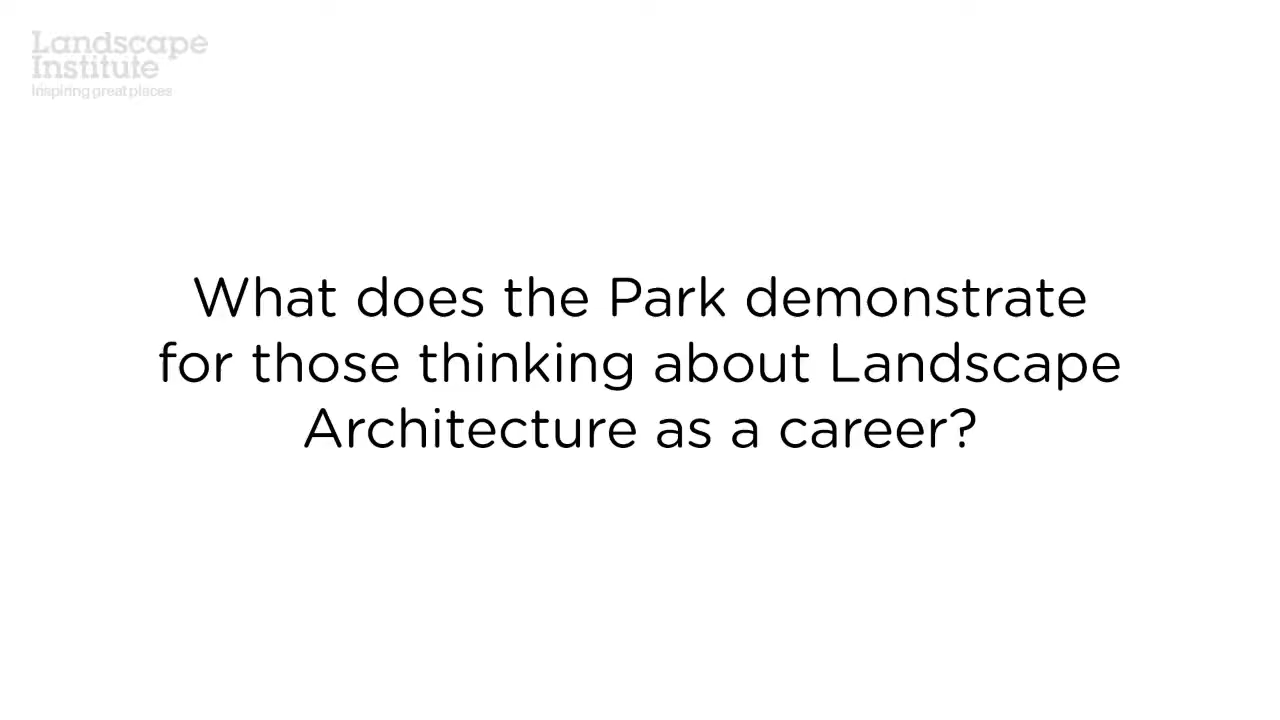 Landscape
Institute
Inspiring great places
What does the Park demonstrate
for those thinking about Landscape
Architecture as a career?